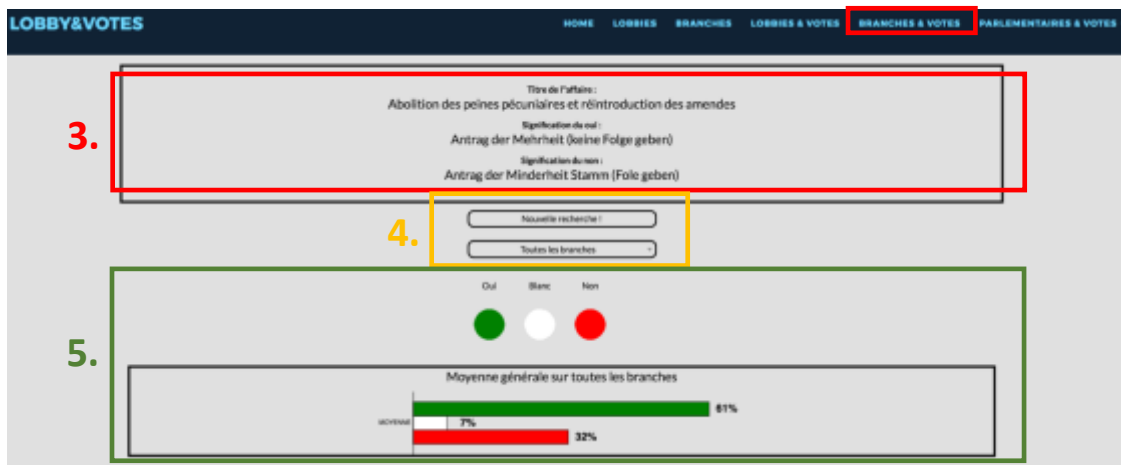 LOBBY&VOTES
HOME LOBBIES BRANCHES LOBBIES & VOTES BRANCHES & VOTES PARLEMENTAIRES & VOTES
3.
Titre de l'affaire :
Abolition des peines pécuniaires et réintroduction des amendes
Signification du oui :
Antrag der Mehrheit (keine Folge geben)
Signification du non :
Antrag der Minderheit Stamm (Fole geben)
4.
Nouvelle recherche !
Toutes les branches
5.
Oui Blanc Non
Moyenne générale sur toutes les branches
MOYENNE
61%
7%
32%